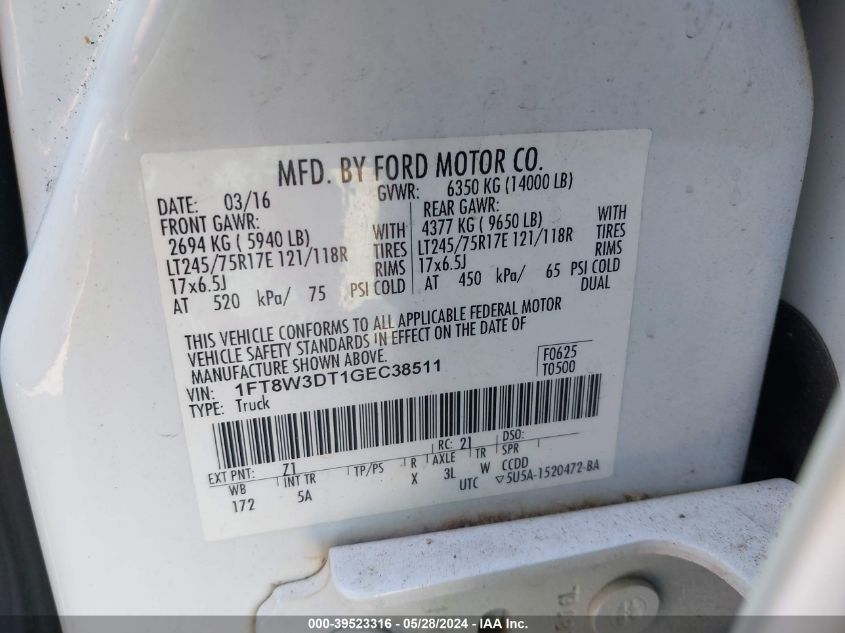 MFD. BY FORD MOTOR CO.
DATE: 03/16 GVWR: 6350 KG (14000 LB)
FRONT GAWR: REAR GAWR:
2694 KG ( 5940 LB) WITH 4377 KG ( 9650 LB) WITH
LT245/75R17E 121/118R TIRES LT245/75R17E 121/118R TIRES
17x6.5J RIMS 17x6.5J RIMS
AT 520 kPa/ 75 PSI COLD AT 450 kPa/ 65 PSI COLD
DUAL
THIS VEHICLE CONFORMS TO ALL APPLICABLE FEDERAL MOTOR
VEHICLE SAFETY STANDARDS IN EFFECT ON THE DATE OF
MANUFACTURE SHOWN ABOVE.
VIN: 1FT8W3DT1GEC38511
F0625
TYPE: Truck
T0500
EXT PNT: Z1 RC: 21 DSO:
WB INT TR TP/PS R AXLE TR SPR
172 5A X 3L W CCDD
UTC ▽5U5A-1520472-BA
000-39523316 - 05/28/2024 - IAA Inc.